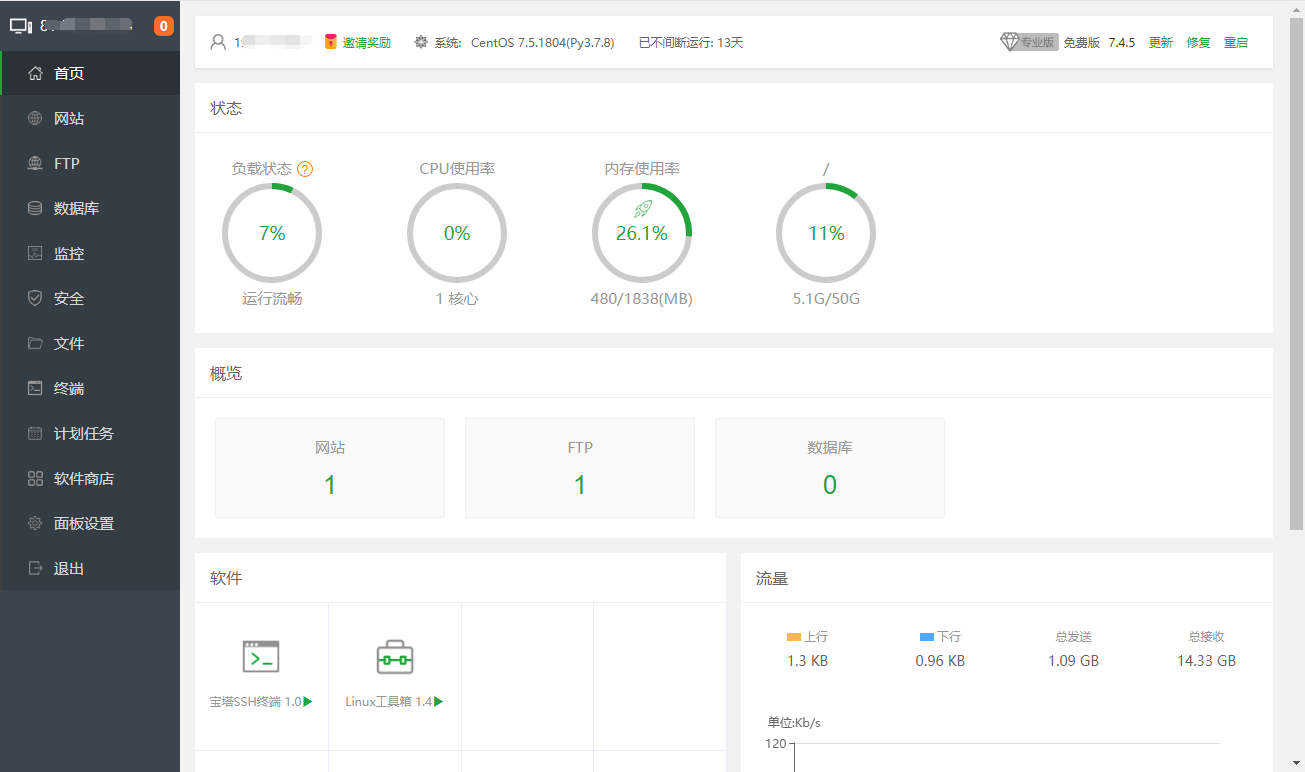 0
首页
网站
FTP
数据库
监控
安全
文件
终端
计划任务
软件商店
面板设置
退出
邀请奖励 系统: CentOS 7.5.1804(Py3.7.8) 已不间断运行: 13天 专业版 免费版 7.4.5 更新 修复 重启
状态
负载状态 ? CPU使用率 内存使用率 /
7% 0% 26.1% 11%
运行流畅 1 核心 480/1838(MB) 5.1G/50G
概览
网站 FTP 数据库
1 1 0
软件
宝塔SSH终端 1.0 Linux工具箱 1.4
流量
上行 下行 总发送 总接收
1.3 KB 0.96 KB 1.09 GB 14.33 GB
单位:Kb/s
120